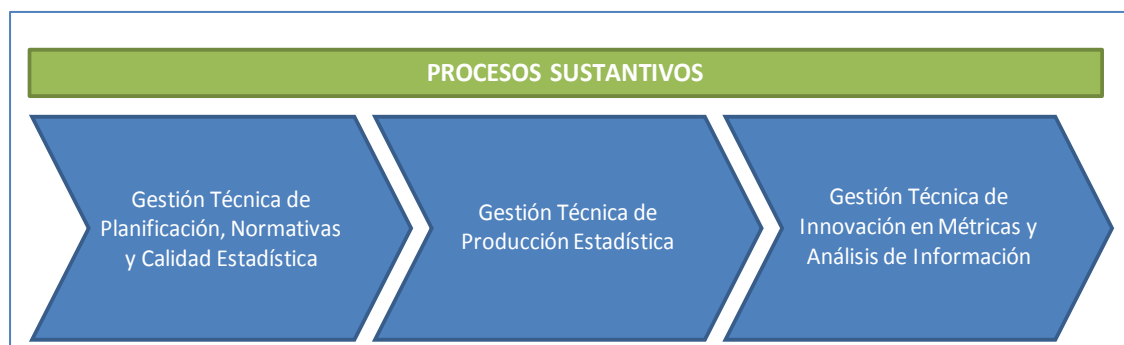 PROCESOS SUSTANTIVOS
Gestión Técnica de
Planificación, Normativas
y Calidad Estadística
Gestión Técnica de
Producción Estadística
Gestión Técnica de
Innovación en Métricas y
Análisis de Información